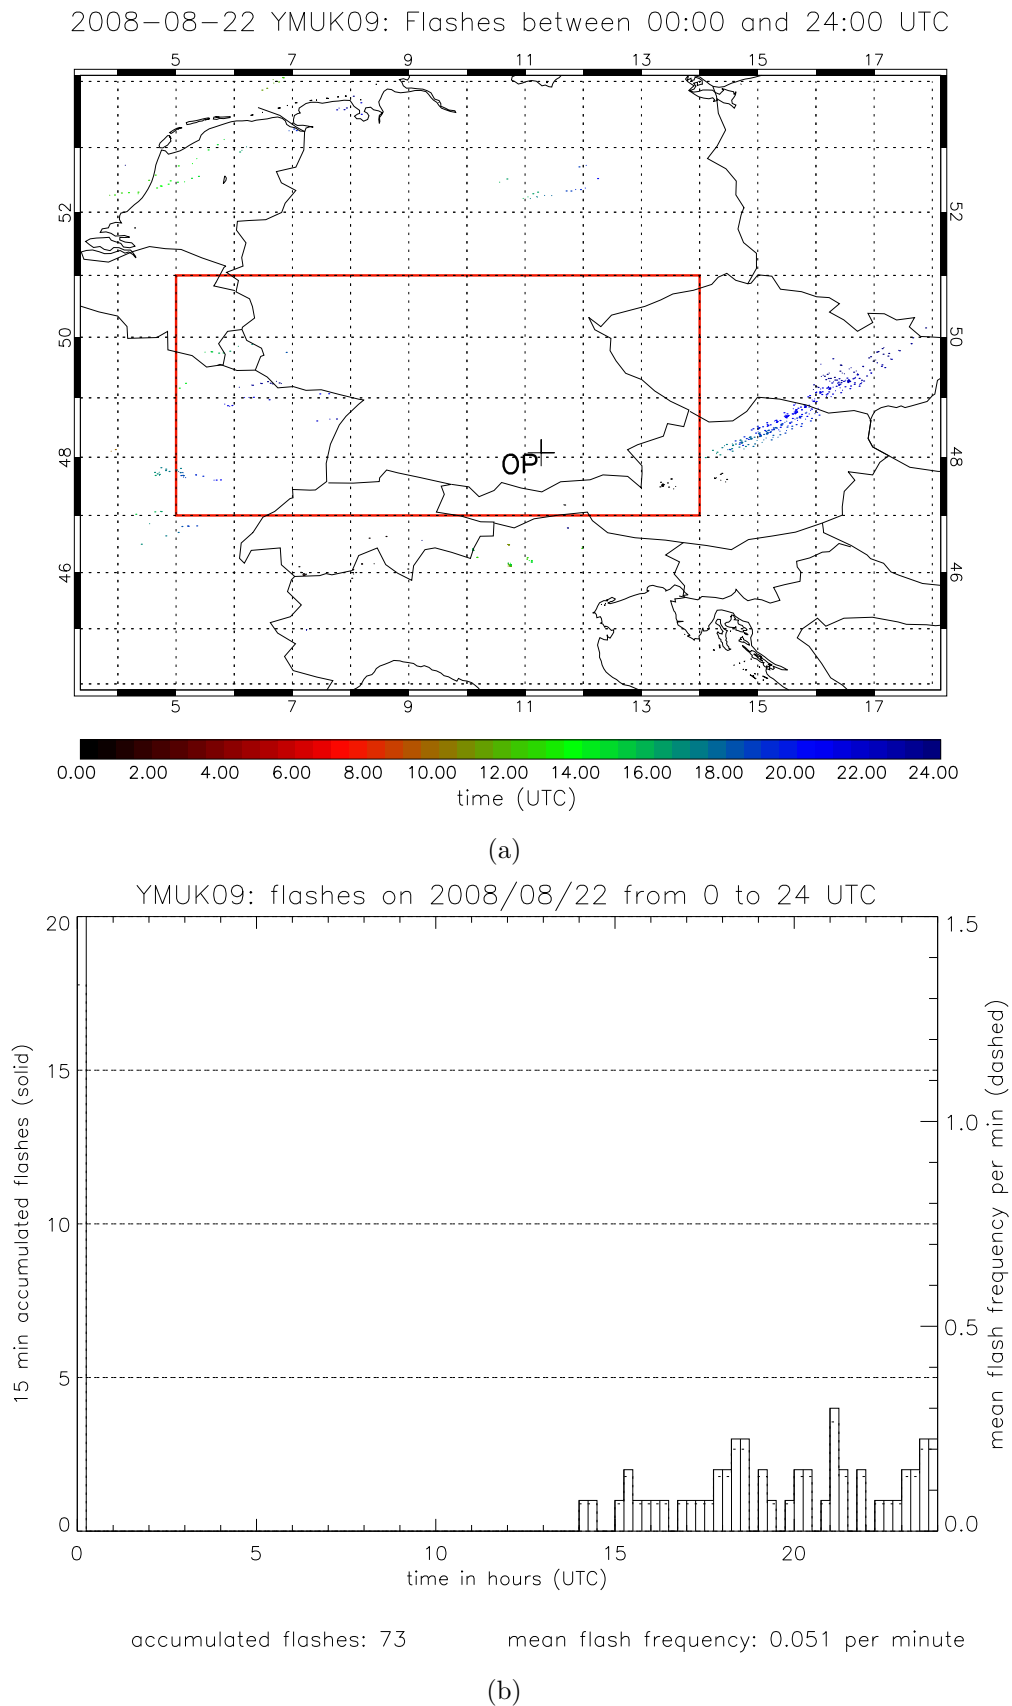 2008-08-22 YMUK09: Flashes between 00:00 and 24:00 UTC
5 7 9 11 13 15 17
52 52
50 50
48 48
OP
46 46
5 7 9 11 13 15 17
0.00 2.00 4.00 6.00 8.00 10.00 12.00 14.00 16.00 18.00 20.00 22.00 24.00
time (UTC)
(a)
YMUK09: flashes on 2008/08/22 from 0 to 24 UTC
20 1.5
15
1.0
10
0.5
5
0 0.0
15 min accumulated flashes (solid)
mean flash frequency per min (dashed)
0 5 10 15 20
time in hours (UTC)
accumulated flashes: 73 mean flash frequency: 0.051 per minute
(b)